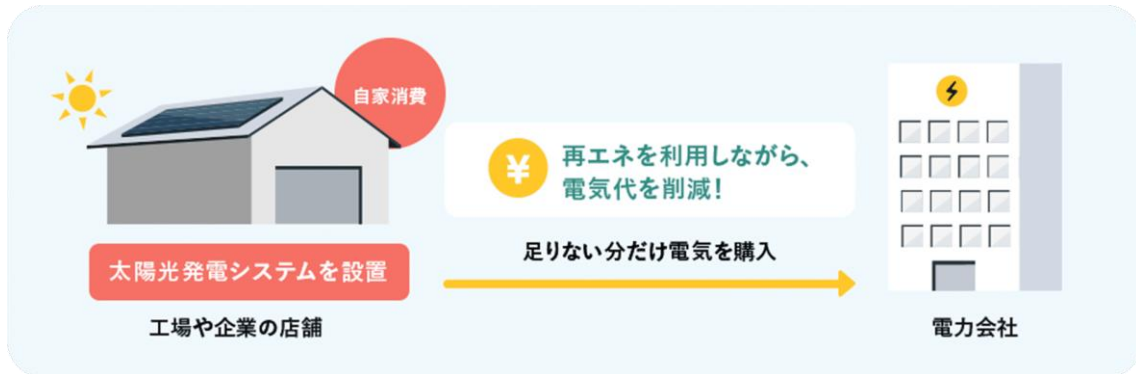 自家消費
¥
再エネを利用しながら、
電気代を削減!
足りない分だけ電気を購入
太陽光発電システムを設置
工場や企業の店舗
電力会社